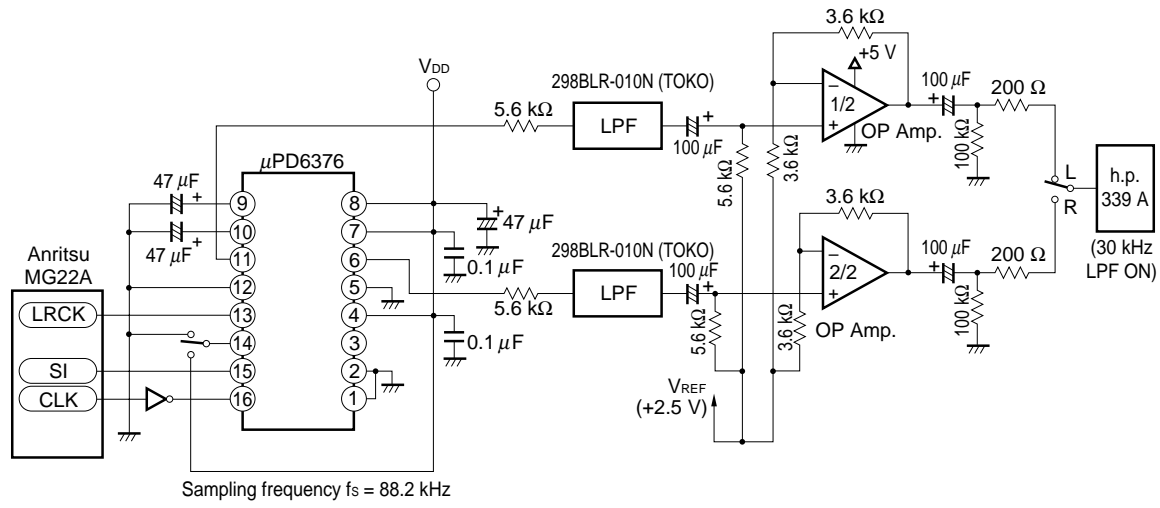 3.6 kΩ
+5 V
VDD
298BLR-010N (TOKO)
100 μF
200 Ω
5.6 kΩ
LPF
+
−
1/2
+
+
OP Amp.
100 μF
100 kΩ
μPD6376
5.6 kΩ
3.6 kΩ
L
h.p.
339 A
47 μF
+
9
8
+
47 μF
3.6 kΩ
R
10
7
47 μF
+
298BLR-010N (TOKO)
100 μF
100 μF
200 Ω
(30 kHz
LPF ON)
Anritsu
MG22A
11
6
0.1 μF
LPF
+
−
2/2
+
+
12
5
5.6 kΩ
OP Amp.
100 kΩ
LRCK
13
4
5.6 kΩ
3.6 kΩ
14
3
0.1 μF
SI
15
2
VREF
(+2.5 V)
CLK
16
1
Sampling frequency fs = 88.2 kHz